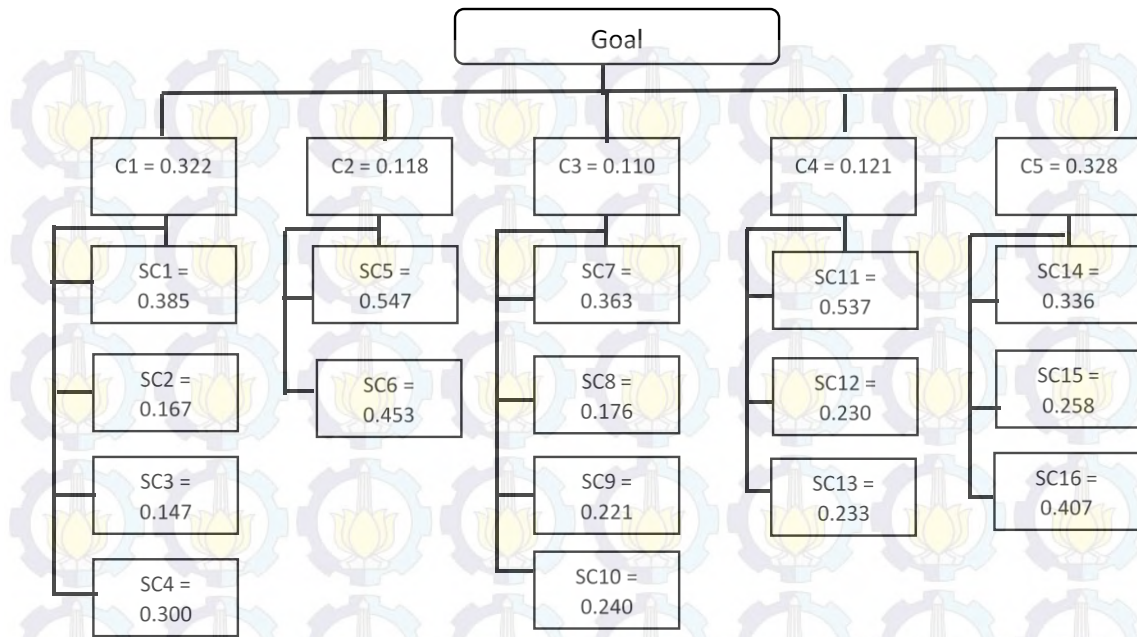 Goal
C1 = 0.322
C2 = 0.118
C3 = 0.110
C4 = 0.121
C5 = 0.328
SC1 =
0.385
SC5 =
0.547
SC7 =
0.363
SC11 =
0.537
SC14 =
0.336
SC2 =
0.167
SC6 =
0.453
SC8 =
0.176
SC12 =
0.230
SC15 =
0.258
SC3 =
0.147
SC9 =
0.221
SC13 =
0.233
SC16 =
0.407
SC4 =
0.300
SC10 =
0.240